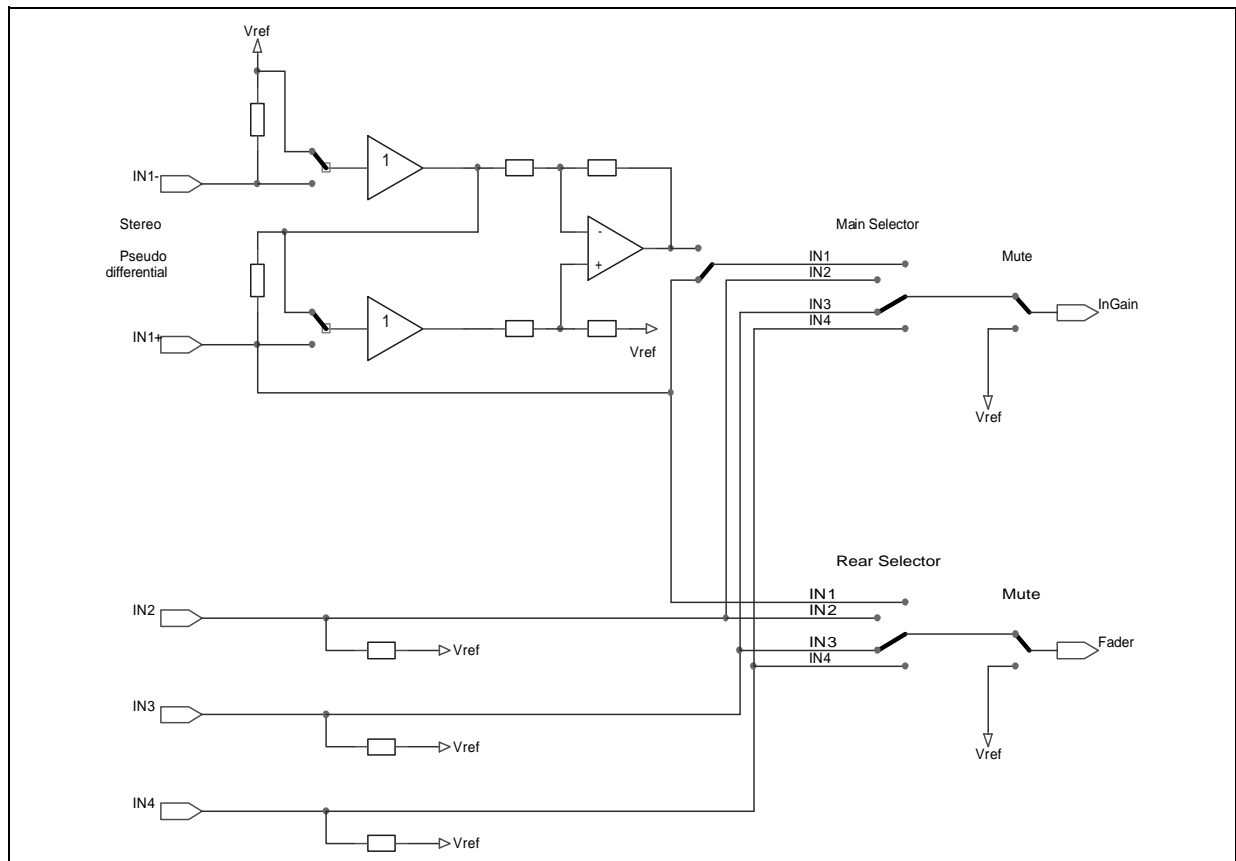 Vref
1
IN1-
Stereo
Pseudo
differential
-
+
Main Selector
IN1
IN2
Mute
IN3
InGain
IN4
1
IN1+
Vref
Vref
Rear Selector
IN1
IN2
Mute
IN2
IN3
Fader
IN4
Vref
IN3
Vref
Vref
IN4
Vref